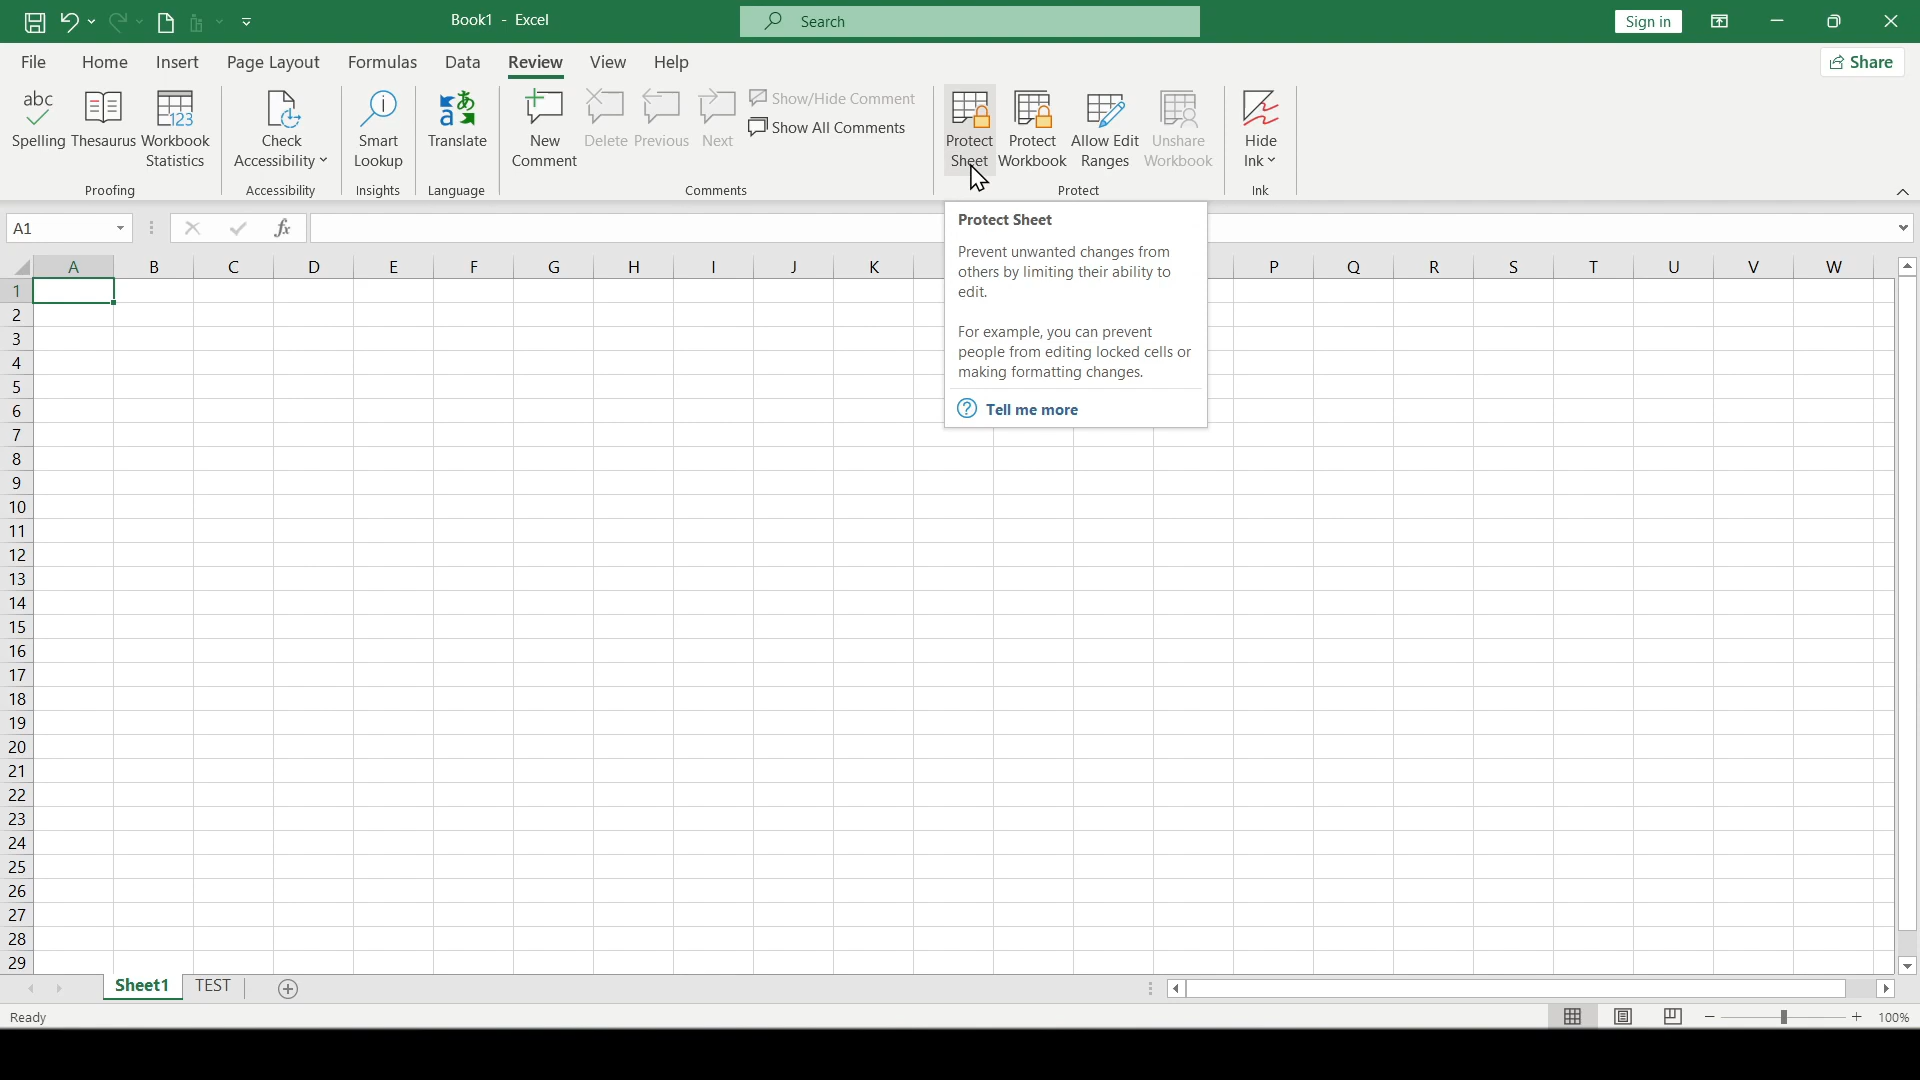 Book1 - Excel
Search
Sign in
File Home Insert Page Layout Formulas Data Review View Help
Share
abc
Spelling
Thesaurus
123
Workbook
Statistics
Proofing
Check
Accessibility
Accessibility
Smart
Lookup
Insights
aあ
Translate
Language
New
Comment
Delete
Previous
Next
Show/Hide Comment
Show All Comments
Comments
Protect
Sheet
Protect
Workbook
Allow Edit
Ranges
Unshare
Workbook
Protect
Hide
Ink
Ink
A1
fx
Protect Sheet
Prevent unwanted changes from
others by limiting their ability to
edit.
For example, you can prevent
people from editing locked cells or
making formatting changes.
? Tell me more
A B C D E F G H I J K P Q R S T U V W
1
2
3
4
5
6
7
8
9
10
11
12
13
14
15
16
17
18
19
20
21
22
23
24
25
26
27
28
29
Sheet1 TEST
Ready
100%